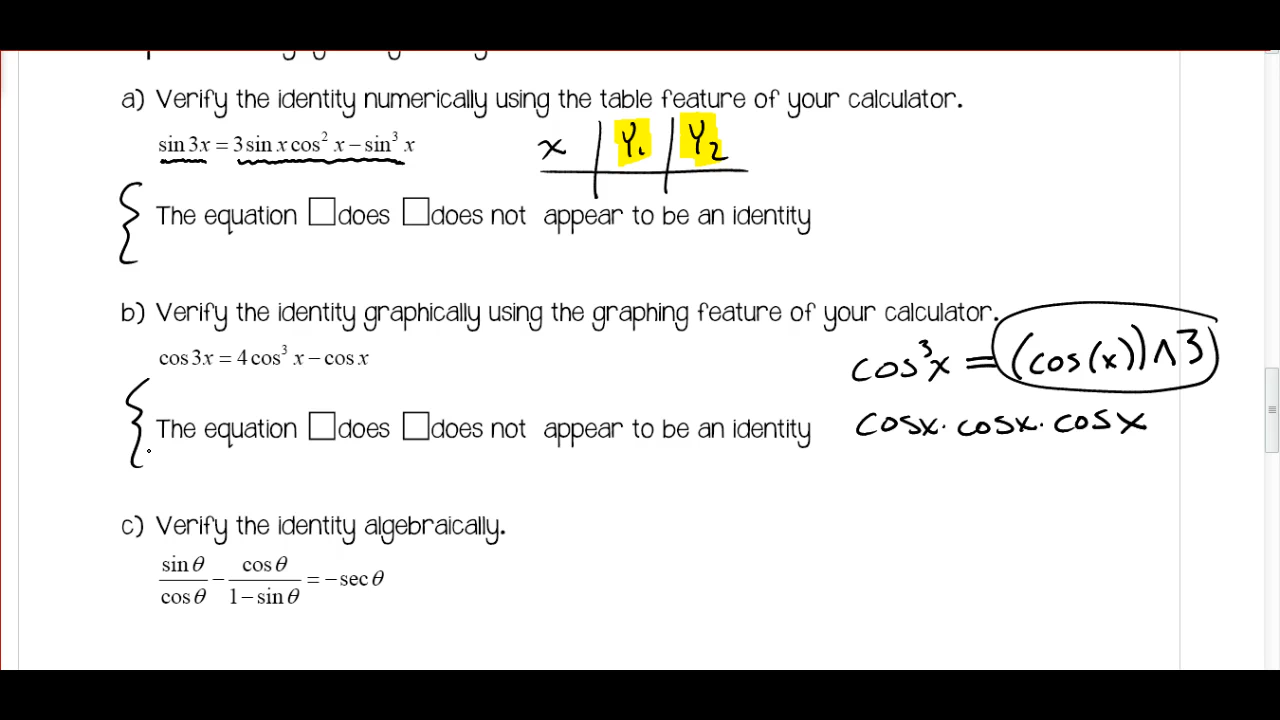 a) Verify the identity numerically using the table feature of your calculator.
sin 3x = 3 sin x cos² x − sin³ x
x Y₁ Y₂
The equation □does □does not appear to be an identity
b) Verify the identity graphically using the graphing feature of your calculator.
cos 3x = 4 cos³ x − cos x
cos³x = (cos(x))^3
The equation □does □does not appear to be an identity
cosx · cosx · cosx
c) Verify the identity algebraically.
sin θ / cos θ − cos θ / 1 − sin θ = − sec θ